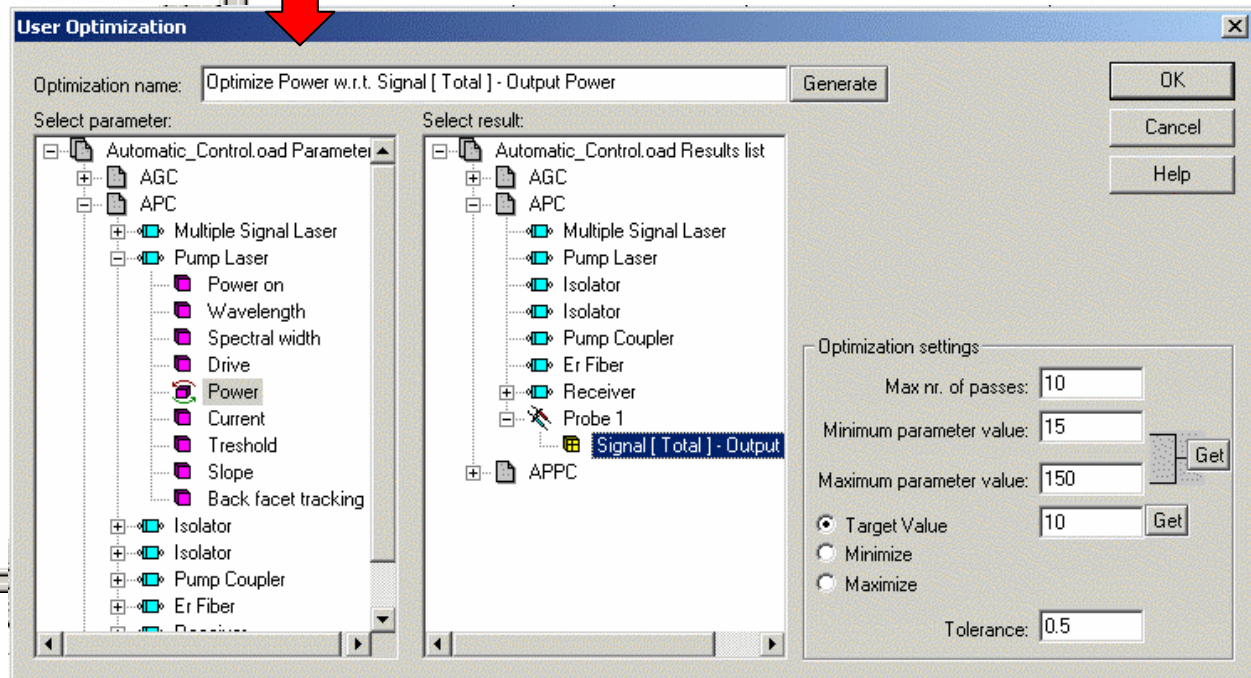 User Optimization
Optimization name: Optimize Power w.r.t. Signal [ Total ] - Output Power Generate
OK
Cancel
Help
Select parameter:
Automatic_Control.oad Parameter
AGC
APC
Multiple Signal Laser
Pump Laser
Power on
Wavelength
Spectral width
Drive
Power
Current
Treshold
Slope
Back facet tracking
Isolator
Isolator
Pump Coupler
Er Fiber
Select result:
Automatic_Control.oad Results list
AGC
APC
Multiple Signal Laser
Pump Laser
Isolator
Isolator
Pump Coupler
Er Fiber
Receiver
Probe 1
Signal [ Total ] - Output
APPC
Optimization settings
Max nr. of passes: 10
Minimum parameter value: 15
Get
Maximum parameter value: 150
Target Value 10 Get
Minimize
Maximize
Tolerance: 0.5